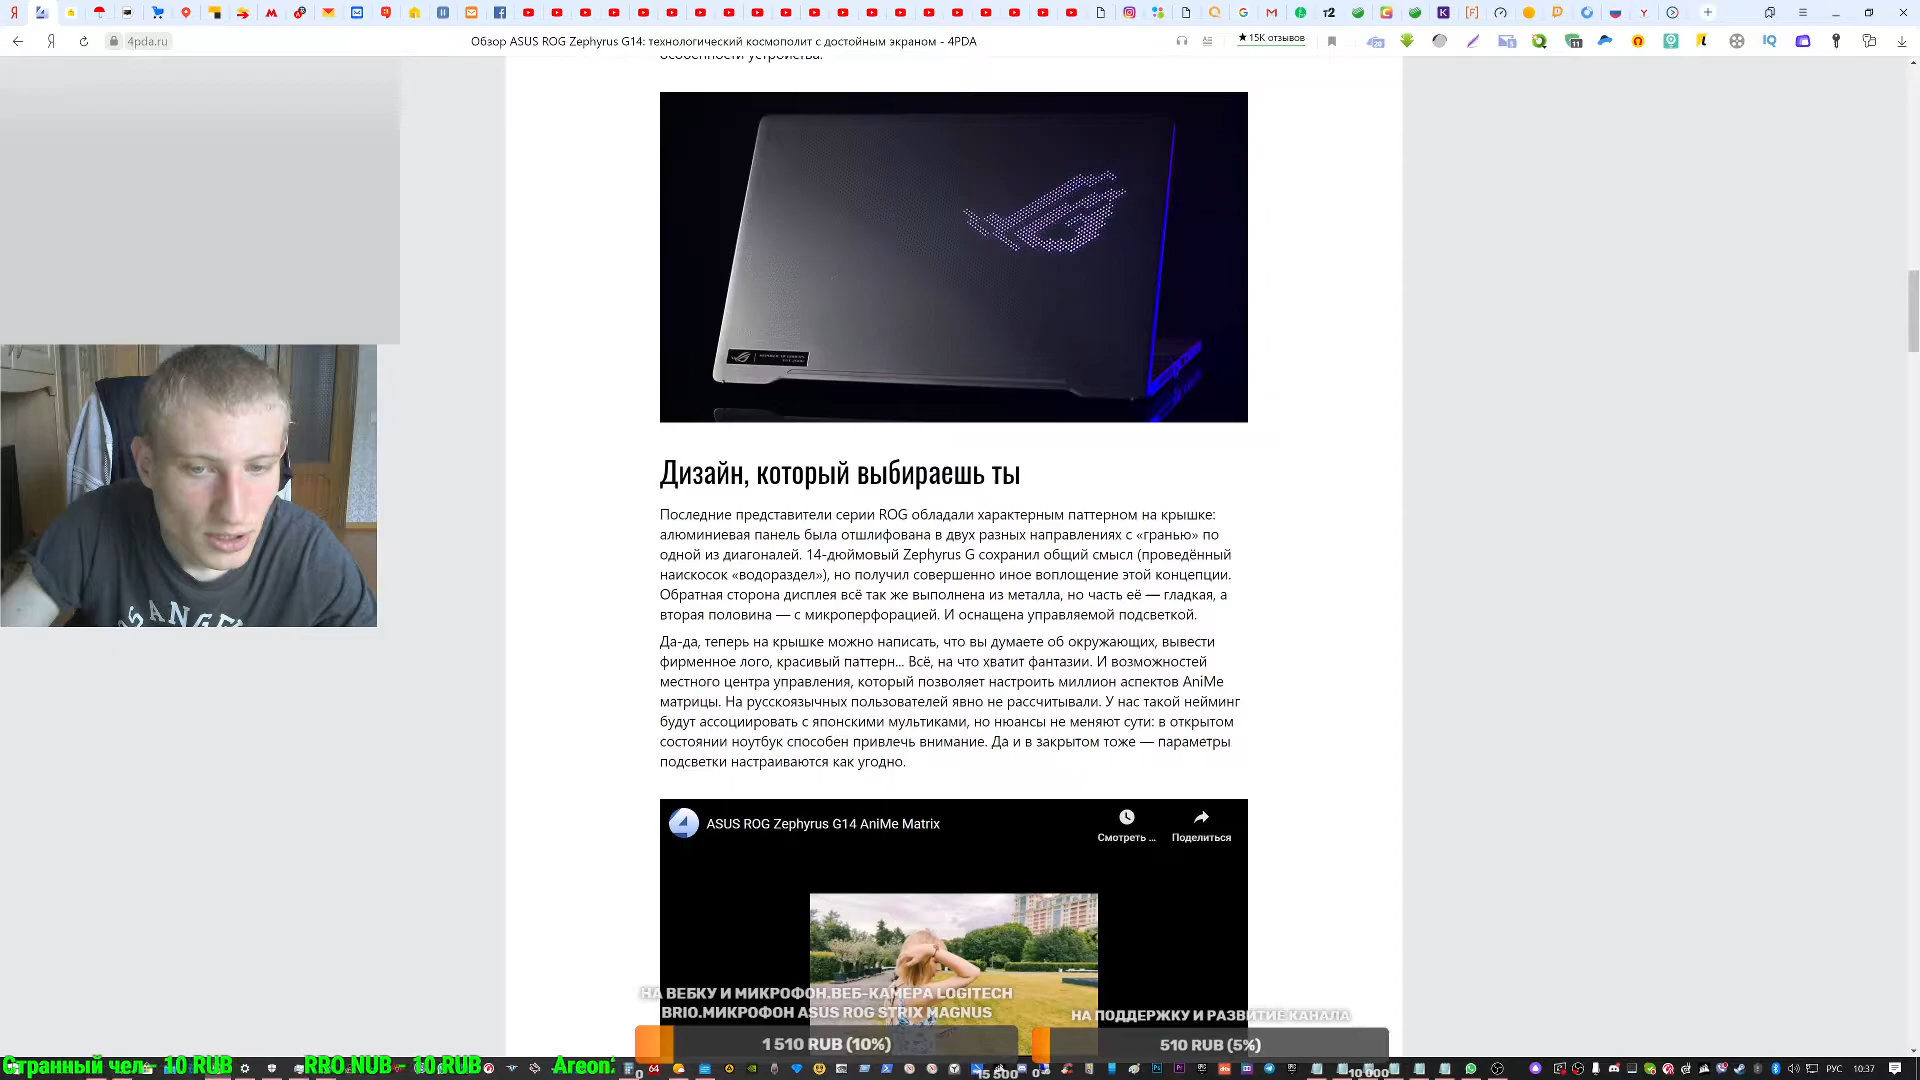 4pda.ru
Обзор ASUS ROG Zephyrus G14: технологический космополит с достойным экраном - 4PDA
★ 15K отзывов
особенности устройства.
Дизайн, который выбираешь ты
Последние представители серии ROG обладали характерным паттерном на крышке:
алюминиевая панель была отшлифована в двух разных направлениях с «гранью» по
одной из диагоналей. 14-дюймовый Zephyrus G сохранил общий смысл (проведённый
наискосок «водораздел»), но получил совершенно иное воплощение этой концепции.
Обратная сторона дисплея всё так же выполнена из металла, но часть её — гладкая, а
вторая половина — с микроперфорацией. И оснащена управляемой подсветкой.
Да-да, теперь на крышке можно написать, что вы думаете об окружающих, вывести
фирменное лого, красивый паттерн... Всё, на что хватит фантазии. И возможностей
местного центра управления, который позволяет настроить миллион аспектов AniMe
матрицы. На русскоязычных пользователей явно не рассчитывали. У нас такой нейминг
будут ассоциировать с японскими мультиками, но нюансы не меняют сути: в открытом
состоянии ноутбук способен привлечь внимание. Да и в закрытом тоже — параметры
подсветки настраиваются как угодно.
ASUS ROG Zephyrus G14 AniMe Matrix
Смотреть ...
Поделиться
НА ВЕБКУ И МИКРОФОН.ВЕБ-КАМЕРА LOGITECH
BRIO.МИКРОФОН ASUS ROG STRIX MAGNUS
1 510 RUB (10%)
0
15 500
НА ПОДДЕРЖКУ И РАЗВИТИЕ КАНАЛА
510 RUB (5%)
0
10 000
Странный чел - 10 RUB
RRO NUB - 10 RUB
Areon
РУС
10:37